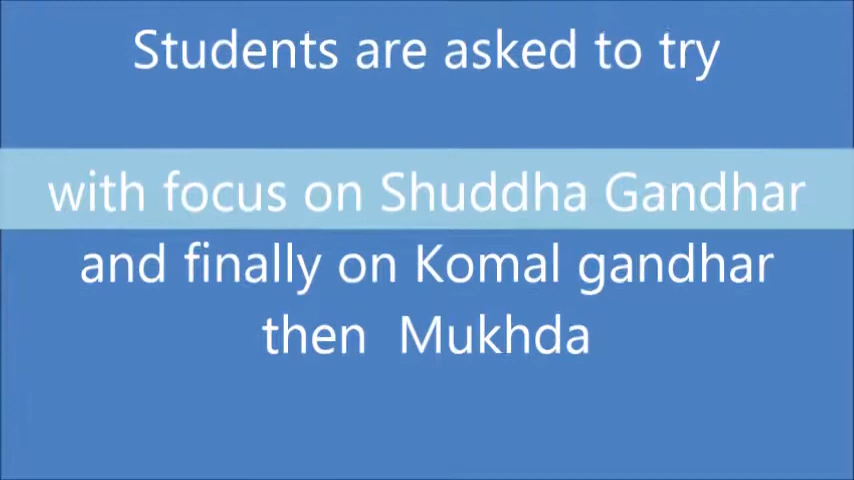 Students are asked to try
with focus on Shuddha Gandhar
and finally on Komal gandhar
then Mukhda